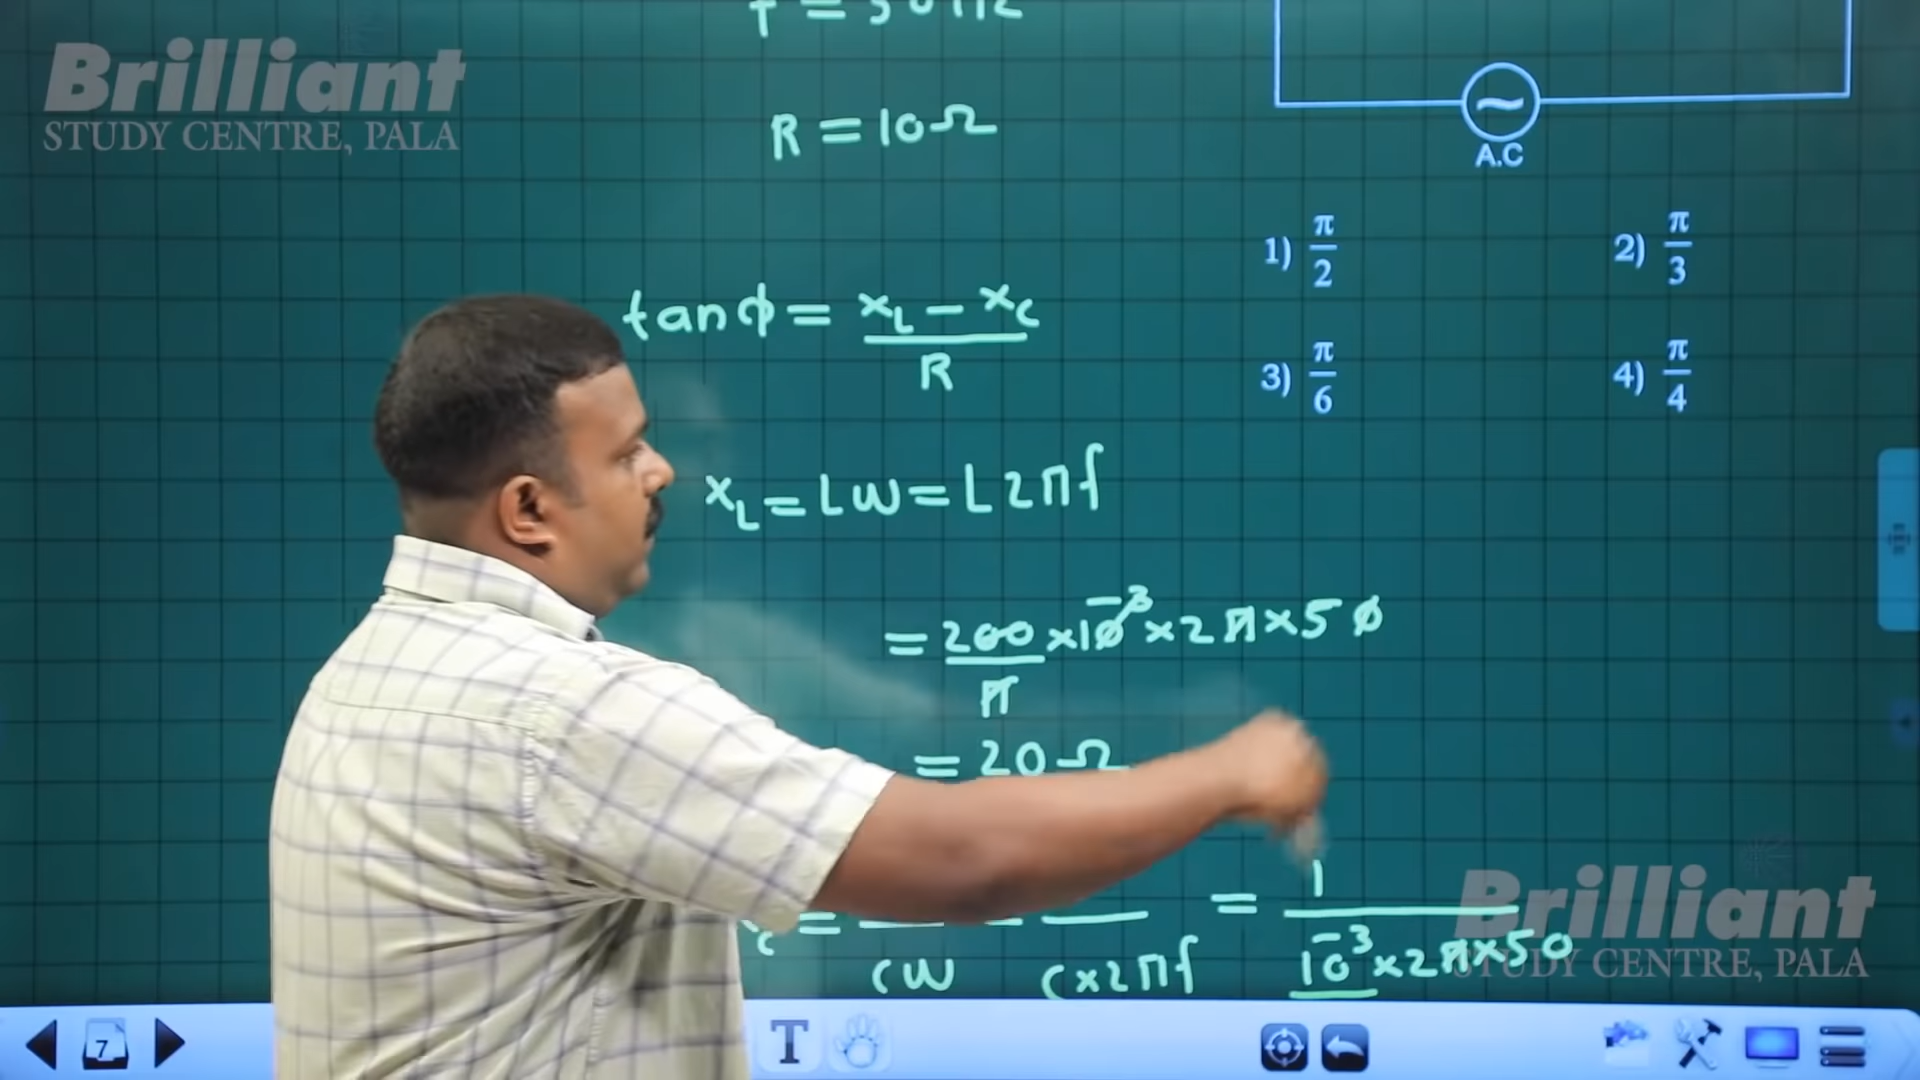 Brilliant
STUDY CENTRE, PALA
R = 10Ω
A.C
1) π/2
2) π/3
3) π/6
4) π/4
tanϕ = x_L - x_C / R
x_L = Lω = L2πf
= 200/π × 10^-3 × 2π × 50
= 20Ω
= 1 / 10^-3 × 2π × 50
cω
c×2πf
Brilliant
STUDY CENTRE, PALA
7
T